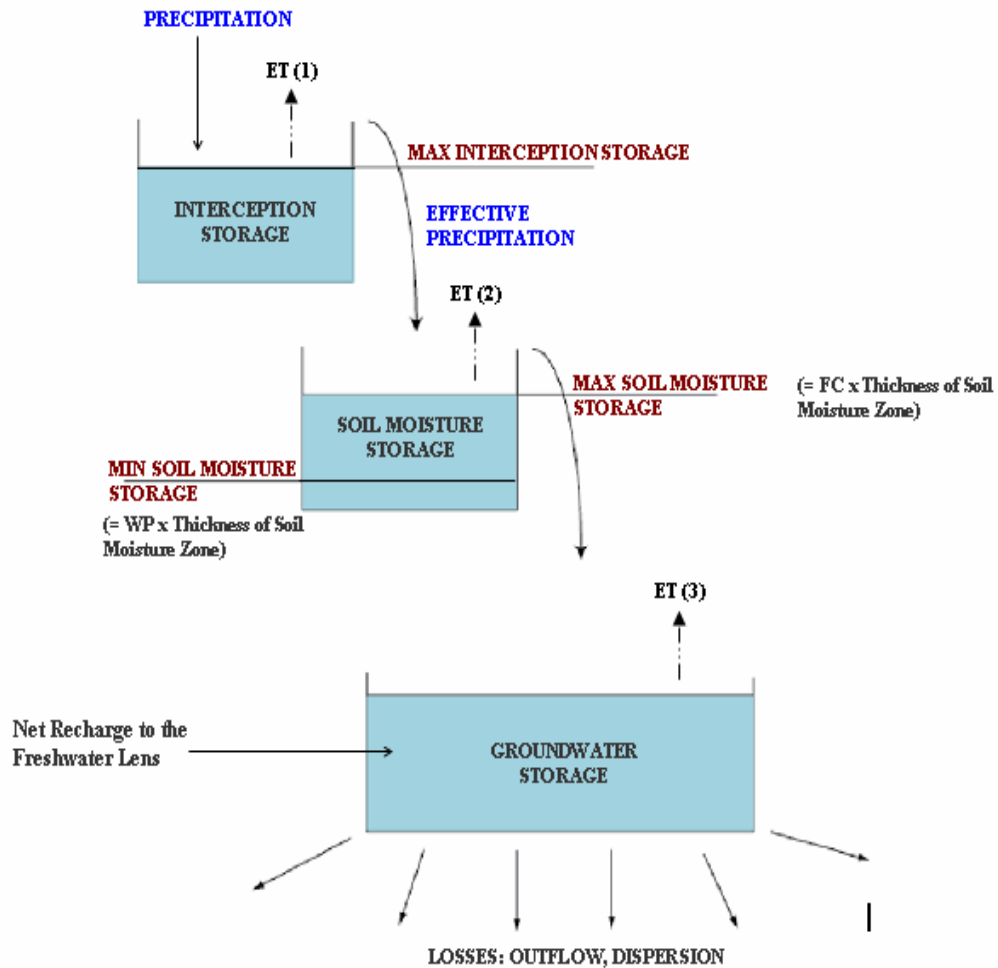 PRECIPITATION
ET (1)
MAX INTERCEPTION STORAGE
INTERCEPTION
STORAGE
EFFECTIVE
PRECIPITATION
ET (2)
MAX SOIL MOISTURE
STORAGE
(= FC x Thickness of Soil
Moisture Zone)
SOIL MOISTURE
STORAGE
MIN SOIL MOISTURE
STORAGE
(= WP x Thickness of Soil
Moisture Zone)
ET (3)
Net Recharge to the
Freshwater Lens
GROUNDWATER
STORAGE
LOSSES: OUTFLOW, DISPERSION